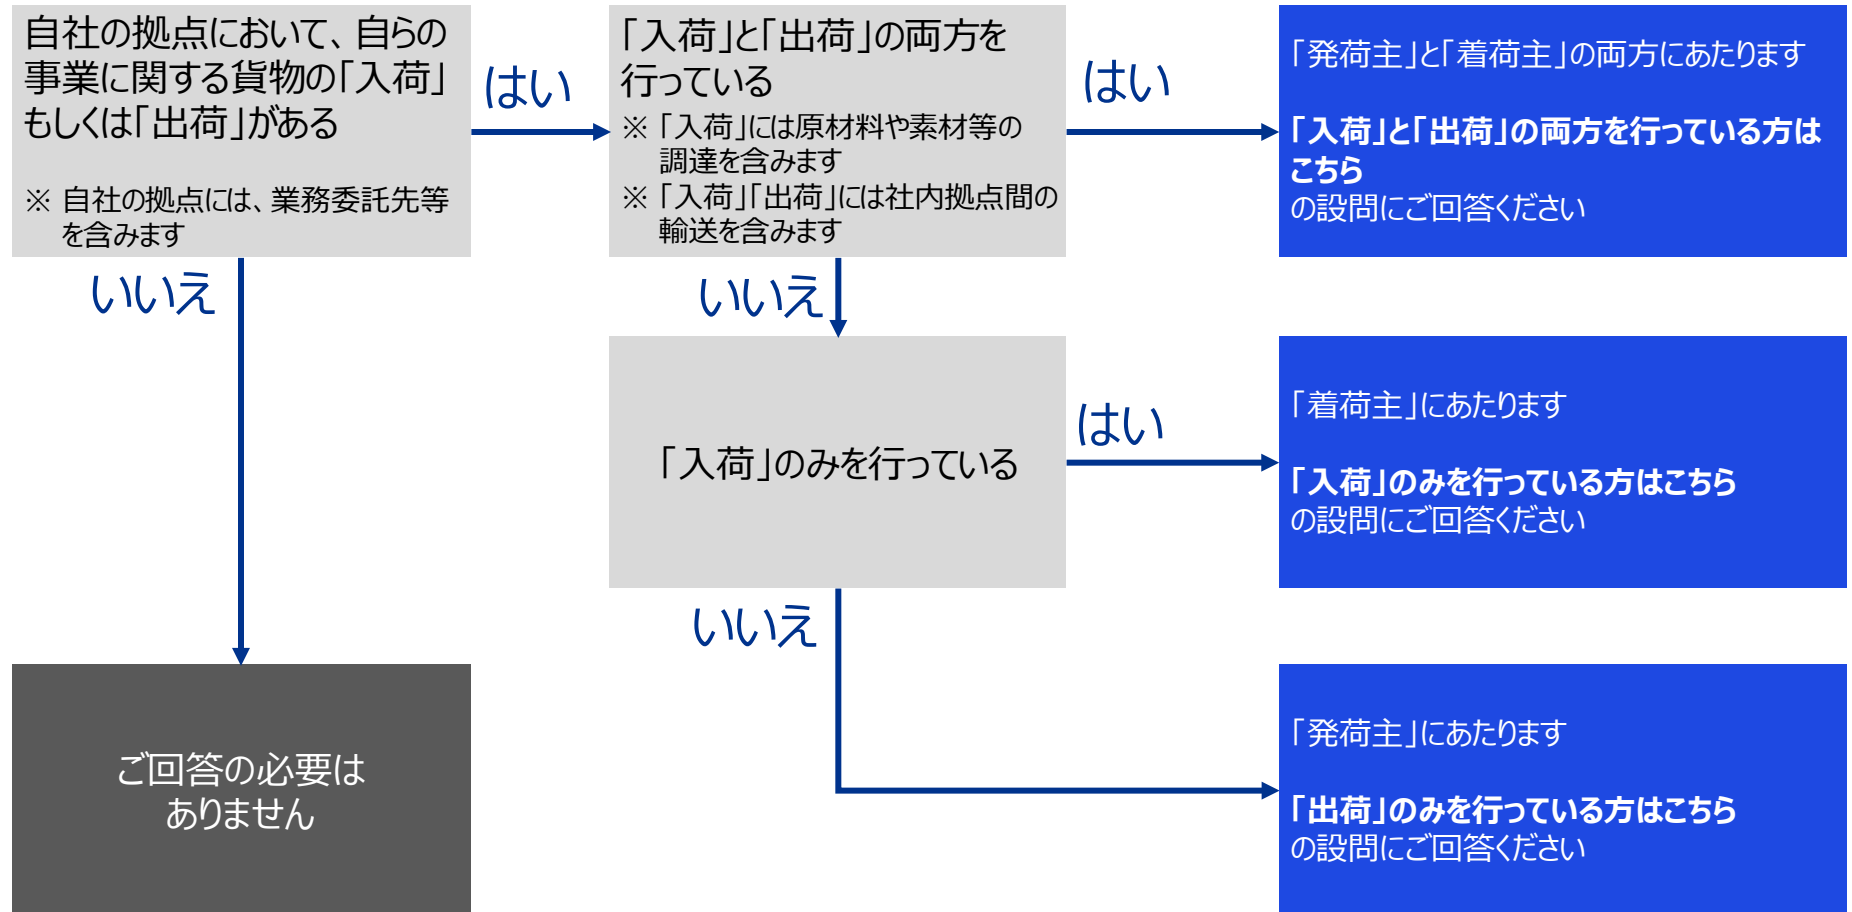 自社の拠点において、自らの
事業に関する貨物の「入荷」
もしくは「出荷」がある
※ 自社の拠点には、業務委託先等
を含みます
はい
いいえ
「入荷」と「出荷」の両方を
行っている
※ 「入荷」には原材料や素材等の
調達を含みます
※ 「入荷」「出荷」には社内拠点間の
輸送を含みます
はい
いいえ
「発荷主」と「着荷主」の両方にあたります
「入荷」と「出荷」の両方を行っている方は
こちら
の設問にご回答ください
「入荷」のみを行っている
はい
いいえ
「着荷主」にあたります
「入荷」のみを行っている方はこちら
の設問にご回答ください
ご回答の必要は
ありません
「発荷主」にあたります
「出荷」のみを行っている方はこちら
の設問にご回答ください